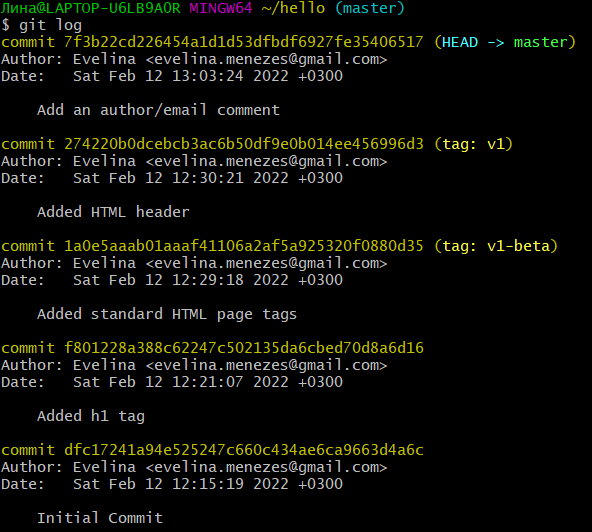 Лина@LAPTOP-U6LB9AOR MINGW64 ~/hello (master)
$ git log
commit 7f3b22cd226454a1d1d53dfbdf6927fe35406517 (HEAD -> master)
Author: Evelina <evelina.menezes@gmail.com>
Date:   Sat Feb 12 13:03:24 2022 +0300
    Add an author/email comment
commit 274220b0dcebcb3ac6b50df9e0b014ee456996d3 (tag: v1)
Author: Evelina <evelina.menezes@gmail.com>
Date:   Sat Feb 12 12:30:21 2022 +0300
    Added HTML header
commit 1a0e5aaab01aaaf41106a2af5a925320f0880d35 (tag: v1-beta)
Author: Evelina <evelina.menezes@gmail.com>
Date:   Sat Feb 12 12:29:18 2022 +0300
    Added standard HTML page tags
commit f801228a388c62247c502135da6cbed70d8a6d16
Author: Evelina <evelina.menezes@gmail.com>
Date:   Sat Feb 12 12:21:07 2022 +0300
    Added h1 tag
commit dfc17241a94e525247c660c434ae6ca9663d4a6c
Author: Evelina <evelina.menezes@gmail.com>
Date:   Sat Feb 12 12:15:19 2022 +0300
    Initial Commit